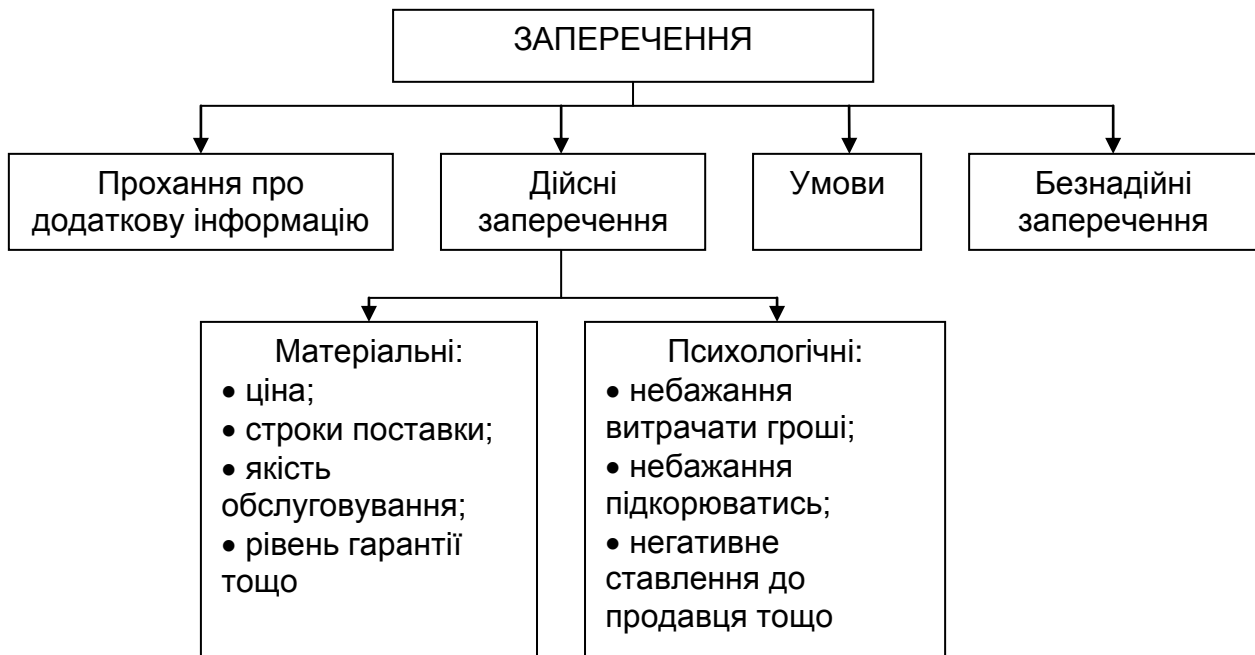 ЗАПЕРЕЧЕННЯ
Прохання про
додаткову інформацію
Дійсні
заперечення
Умови
Безнадійні
заперечення
Матеріальні:
• ціна;
• строки поставки;
• якість
обслуговування;
• рівень гарантії
тощо
Психологічні:
• небажання
витрачати гроші;
• небажання
підкорюватись;
• негативне
ставлення до
продавця тощо